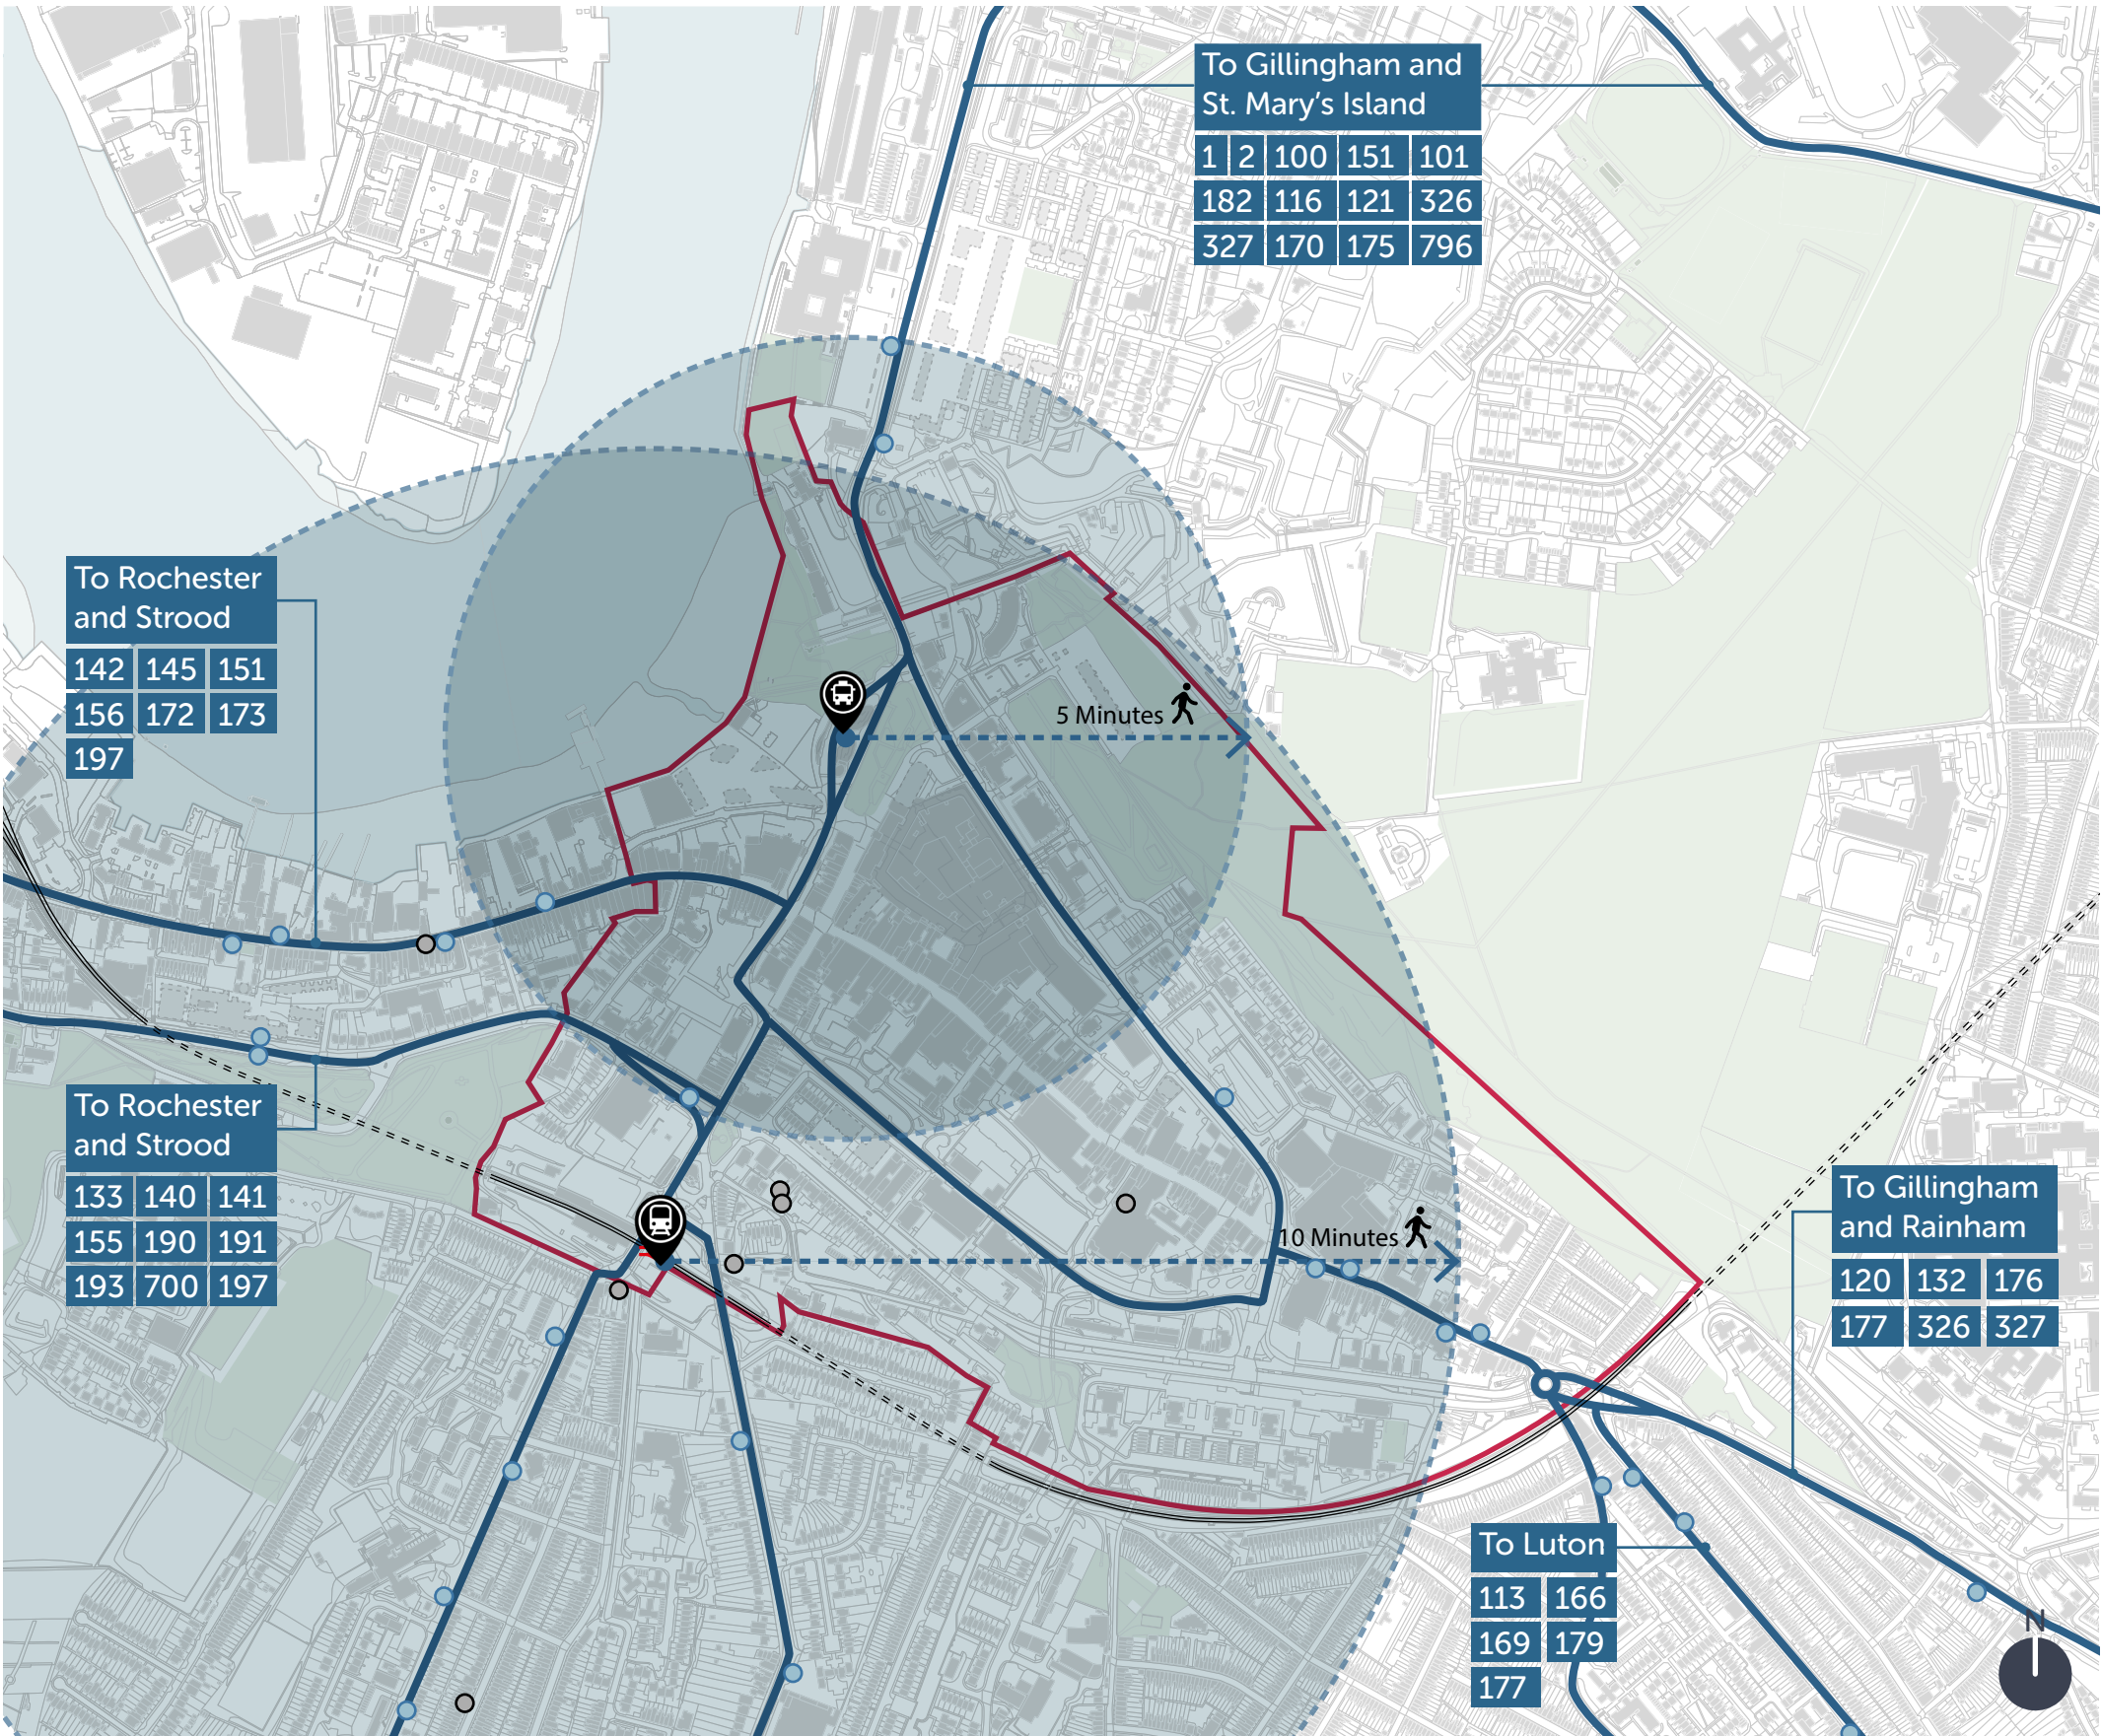 To Gillingham and
St. Mary's Island
1 2 100 151 101
182 116 121 326
327 170 175 796
To Rochester
and Strood
142 145 151
156 172 173
197
5 Minutes
To Rochester
and Strood
133 140 141
155 190 191
193 700 197
10 Minutes
To Gillingham
and Rainham
120 132 176
177 326 327
To Luton
113 166
169 179
177
N